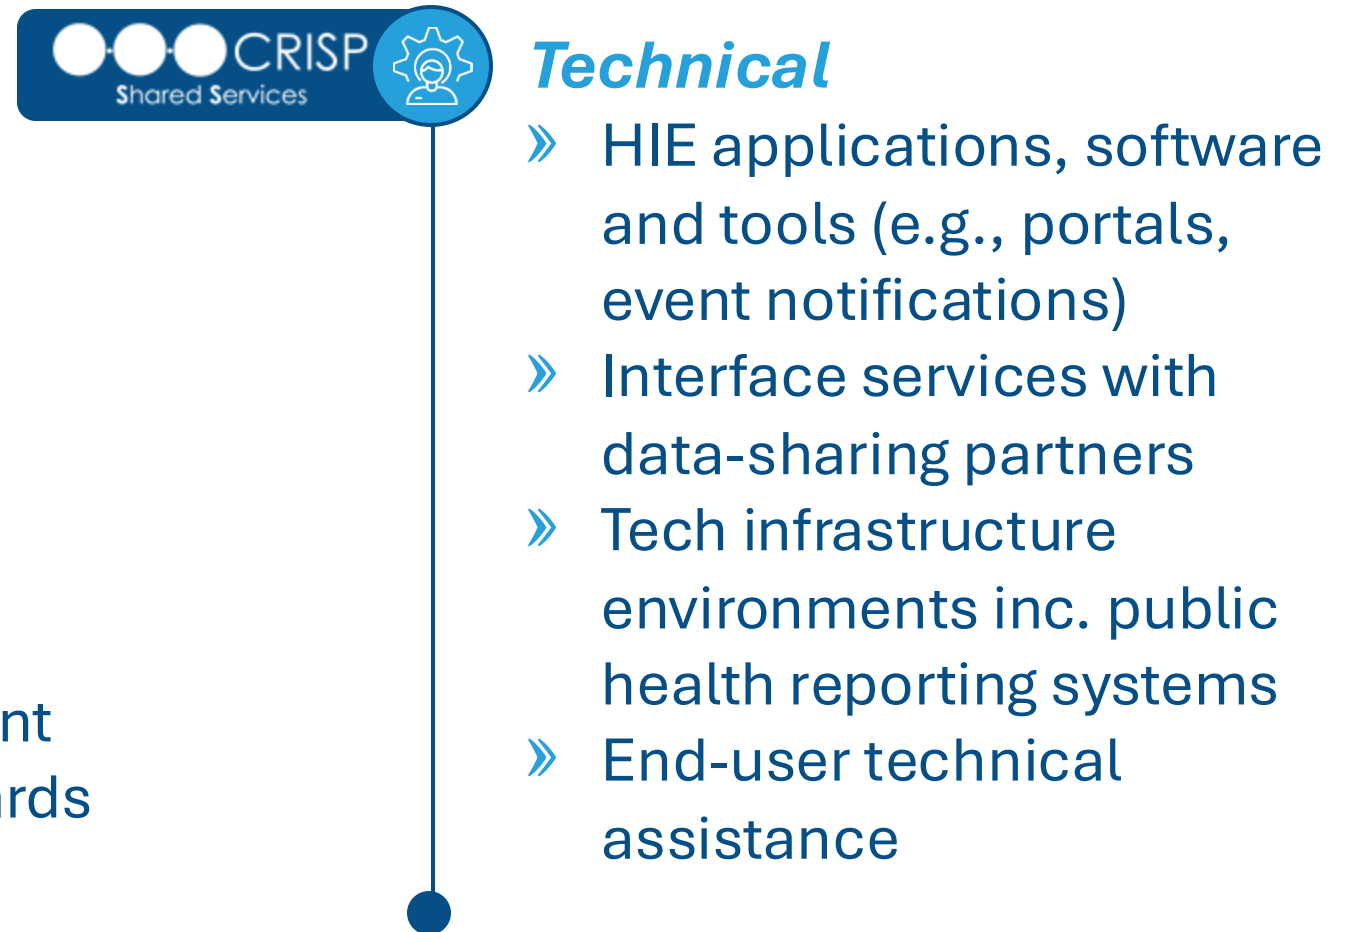 CRISP
Shared Services
Technical
» HIE applications, software
and tools (e.g., portals,
event notifications)
» Interface services with
data-sharing partners
» Tech infrastructure
environments inc. public
health reporting systems
» End-user technical
assistance
nt
rds